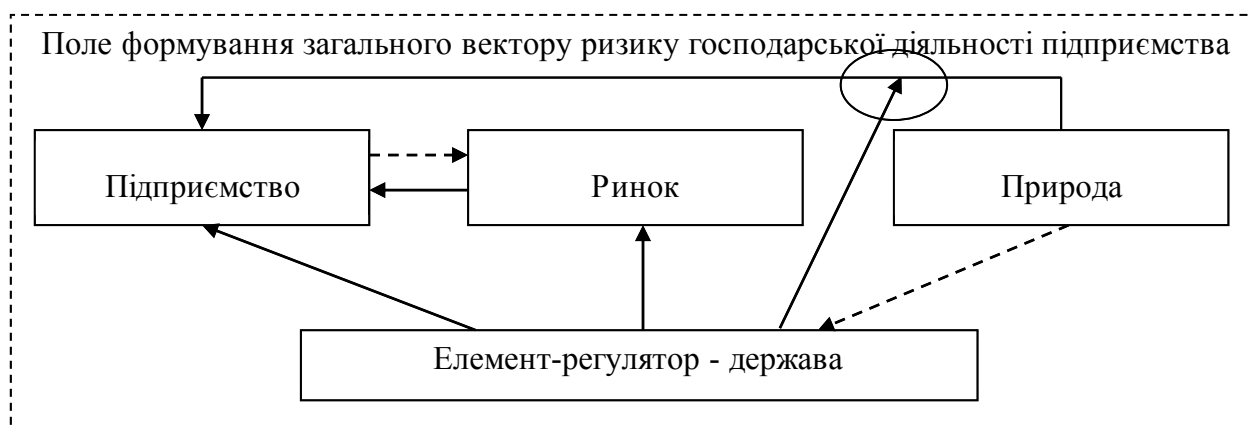 Поле формування загального вектору ризику господарської діяльності підприємства
Підприємство
Ринок
Природа
Елемент-регулятор - держава